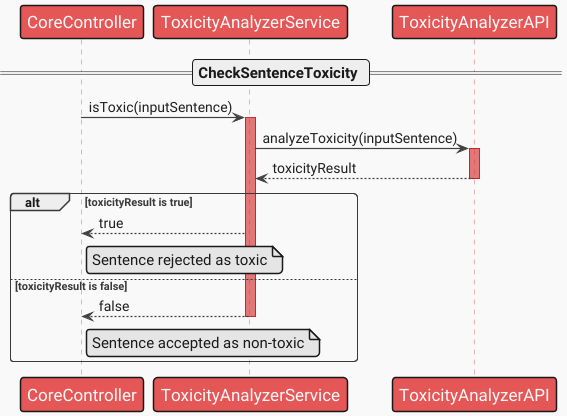 CoreController ToxicityAnalyzerService ToxicityAnalyzerAPI
CheckSentenceToxicity
isToxic(inputSentence)
analyzeToxicity(inputSentence)
toxicityResult
alt [toxicityResult is true]
true
Sentence rejected as toxic
[toxicityResult is false]
false
Sentence accepted as non-toxic
CoreController ToxicityAnalyzerService ToxicityAnalyzerAPI